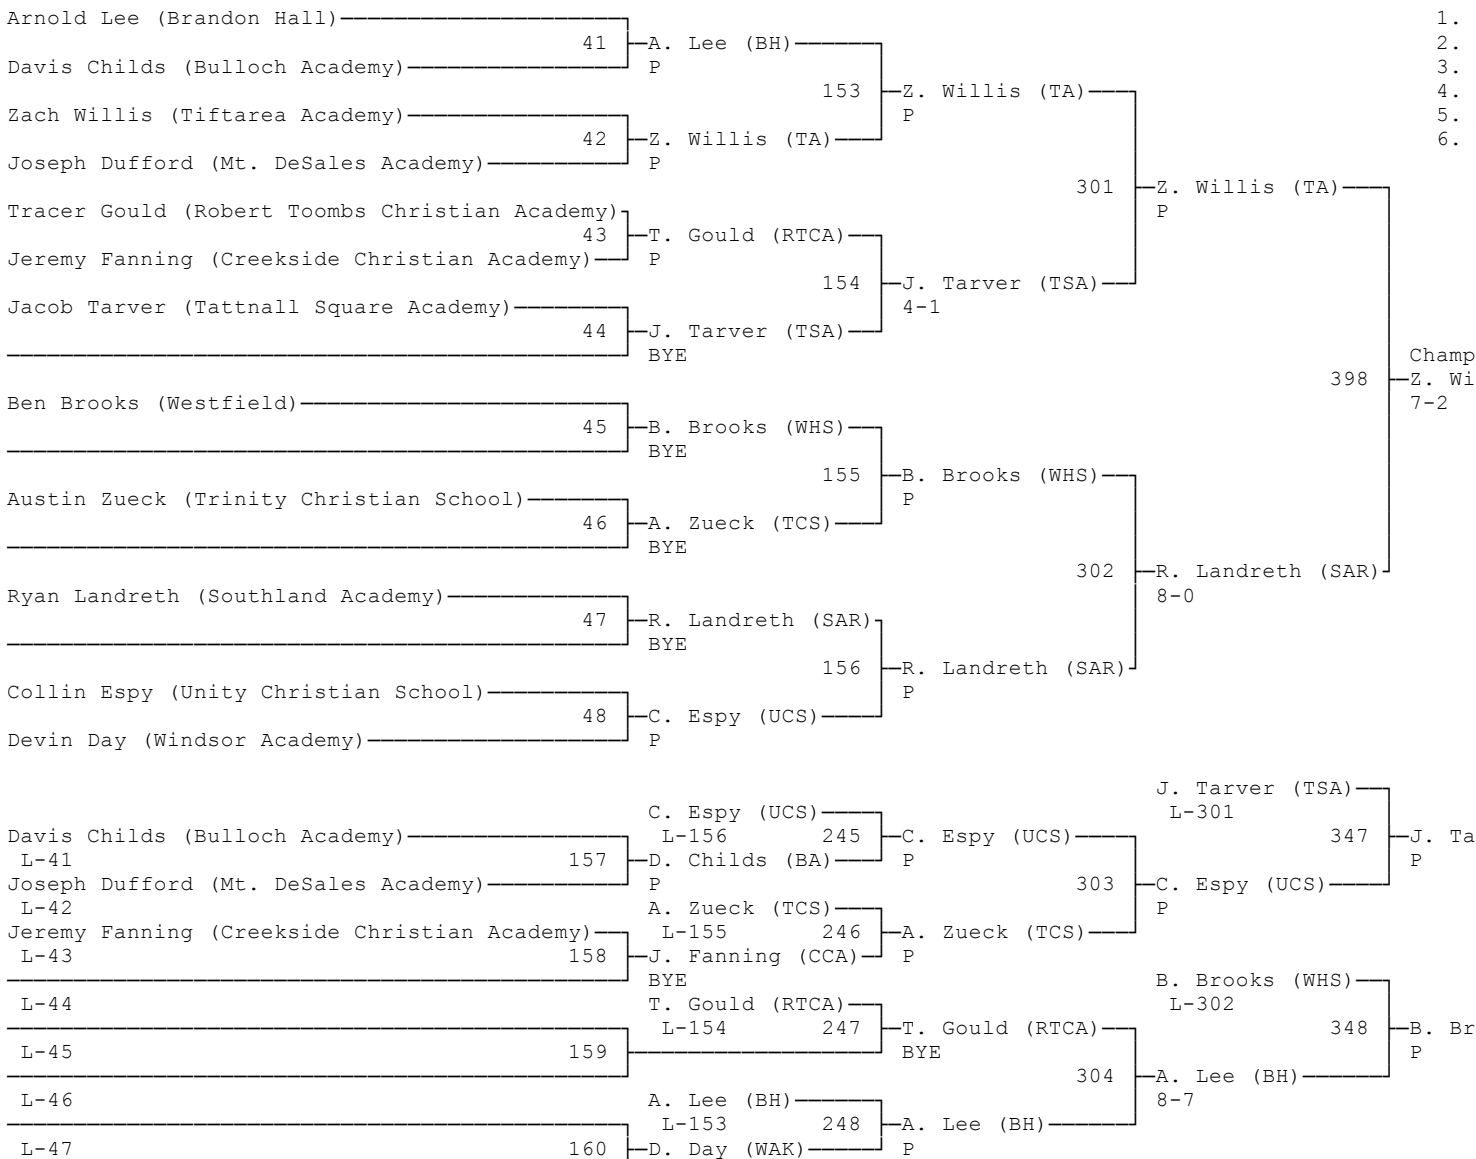 Arnold Lee (Brandon Hall) 1.
41 A. Lee (BH) 2.
Davis Childs (Bulloch Academy) P 3.
153 Z. Willis (TA) 4.
Zach Willis (Tiftarea Academy) P 5.
42 Z. Willis (TA) 6.
Joseph Dufford (Mt. DeSales Academy) P
301 Z. Willis (TA)
Tracer Gould (Robert Toombs Christian Academy) P
43 T. Gould (RTCA)
Jeremy Fanning (Creekside Christian Academy) P
154 J. Tarver (TSA)
Jacob Tarver (Tattnall Square Academy) 4-1
44 J. Tarver (TSA)
BYE Champ
398 Z. Wi
Ben Brooks (Westfield) 7-2
45 B. Brooks (WHS)
BYE
155 B. Brooks (WHS)
Austin Zueck (Trinity Christian School) P
46 A. Zueck (TCS)
BYE
302 R. Landreth (SAR)
Ryan Landreth (Southland Academy) 8-0
47 R. Landreth (SAR)
BYE
156 R. Landreth (SAR)
Collin Espy (Unity Christian School) P
48 C. Espy (UCS)
Devin Day (Windsor Academy) P
J. Tarver (TSA)
C. Espy (UCS) L-301
Davis Childs (Bulloch Academy) L-156 245 C. Espy (UCS) 347 J. Ta
L-41 157 D. Childs (BA) P P
Joseph Dufford (Mt. DeSales Academy) P 303 C. Espy (UCS)
L-42 A. Zueck (TCS) P
Jeremy Fanning (Creekside Christian Academy) L-155 246 A. Zueck (TCS)
L-43 158 J. Fanning (CCA) P
BYE B. Brooks (WHS)
L-44 T. Gould (RTCA) L-302
L-154 247 T. Gould (RTCA) 348 B. Br
L-45 159 BYE P
304 A. Lee (BH)
L-46 A. Lee (BH) 8-7
L-153 248 A. Lee (BH)
L-47 160 D. Day (WAK) P